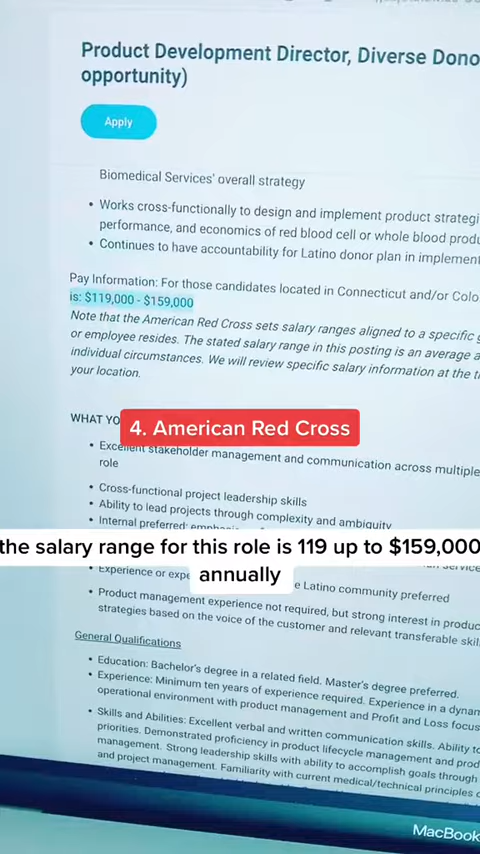 Product Development Director, Diverse Dono
opportunity)
Apply
Biomedical Services' overall strategy
• Works cross-functionally to design and implement product strategi
performance, and economics of red blood cell or whole blood produ
• Continues to have accountability for Latino donor plan in implement
Pay Information: For those candidates located in Connecticut and/or Colo
is: $119,000 - $159,000
Note that the American Red Cross sets salary ranges aligned to a specific g
or employee resides. The stated salary range in this posting is an average a
individual circumstances. We will review specific salary information at the t
your location.
WHAT YO
4. American Red Cross
• Excellent stakeholder management and communication across multiple
role
• Cross-functional project leadership skills
• Ability to lead projects through complexity and ambiguity
• Internal preferred:
the salary range for this role is 119 up to $159,000
annually
• Experience or expe
e Latino community preferred
• Product management experience not required, but strong interest in produc
strategies based on the voice of the customer and relevant transferable skil
General Qualifications
• Education: Bachelor's degree in a related field. Master's degree preferred.
• Experience: Minimum ten years of experience required. Experience in a dynam
operational environment with product management and Profit and Loss focus
• Skills and Abilities: Excellent verbal and written communication skills. Ability to
priorities. Demonstrated proficiency in product lifecycle management and prod
management. Strong leadership skills with ability to accomplish goals through
and project management. Familiarity with current medical/technical principles o
MacBook